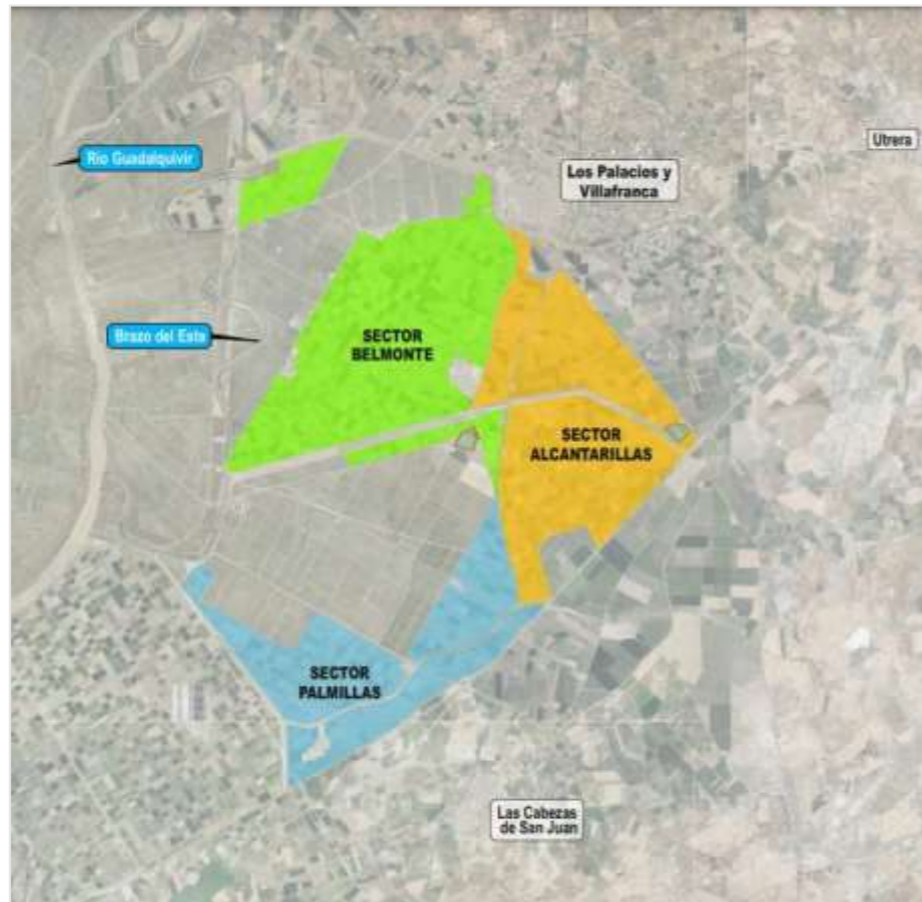 Utrera
Río Guadalquivir
Los Palacios y
Villafranca
Brazo del Este
SECTOR
BELMONTE
SECTOR
ALCANTARILLAS
SECTOR
PALMILLAS
Las Cabezas
de San Juan